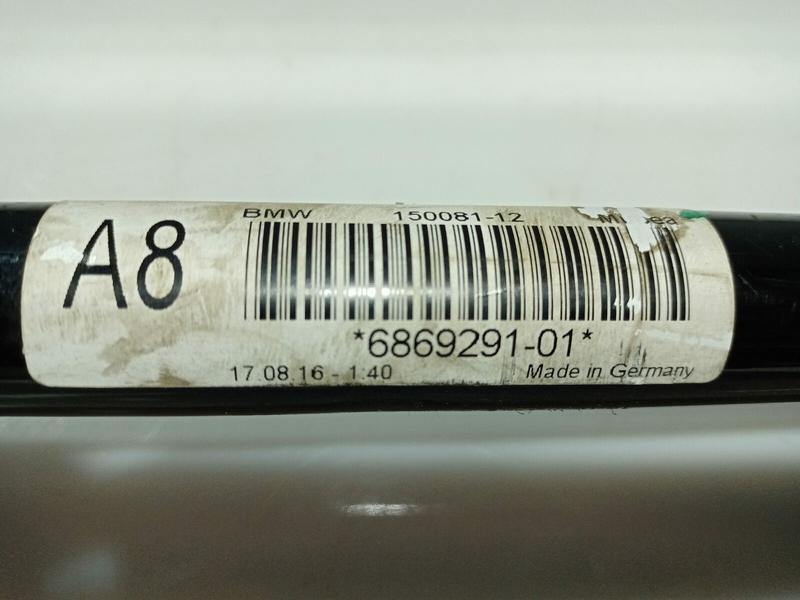 A8
BMW 150081-12
*6869291-01*
17.08.16 - 1:40 Made in Germany